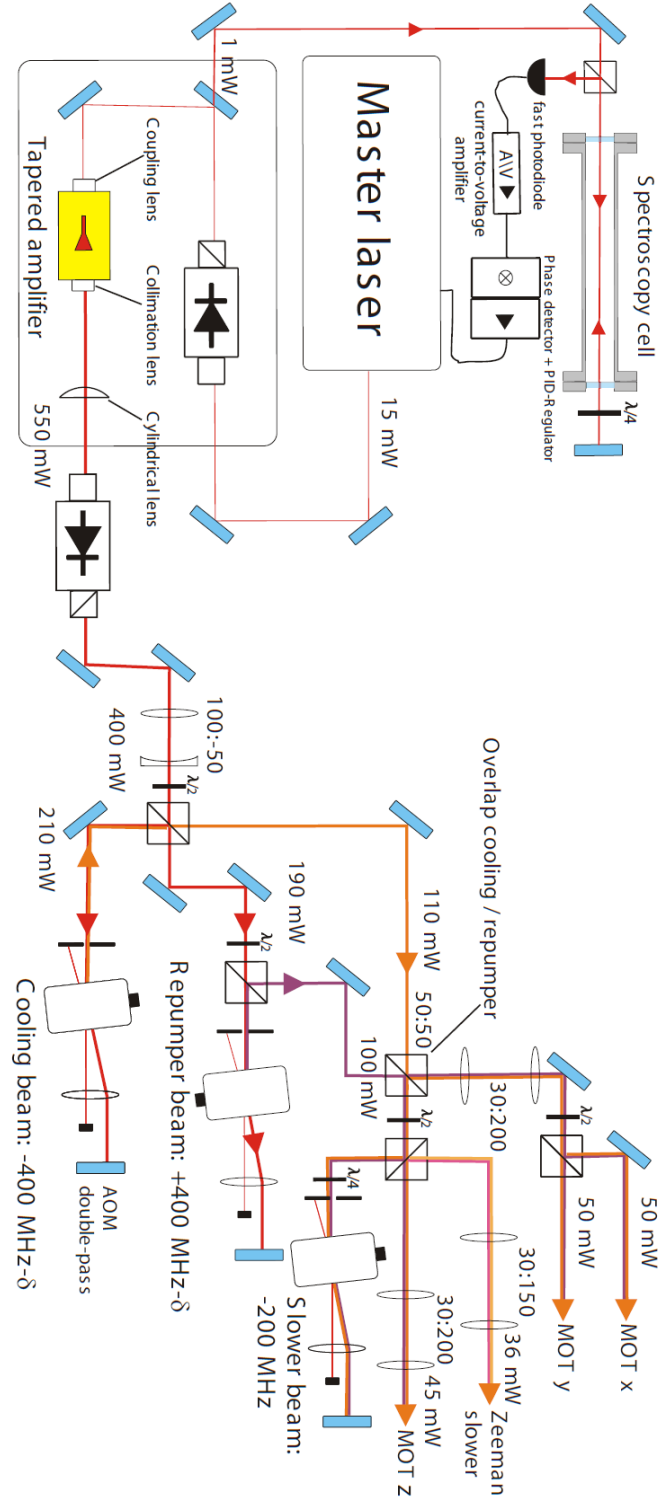 Spectroscopy cell
λ/4
fast photodiode
current-to-voltage
amplifier
A\V
Phase detector + PID-Regulator
Master laser
15 mW
1 mW
Coupling lens
Collimation lens
Cylindrical lens
Tapered amplifier
550 mW
100:-50
400 mW
λ/2
210 mW
Cooling beam: -400 MHz-δ
AOM
double-pass
190 mW
λ/2
Repumper beam: +400 MHz-δ
110 mW
Overlap cooling / repumper
50:50
100 mW
λ/2
λ/4
Slower beam:
-200 MHz
30:200
λ/2
50 mW
MOT x
50 mW
MOT y
30:150
36 mW
Zeeman
slower
30:200
45 mW
MOT z